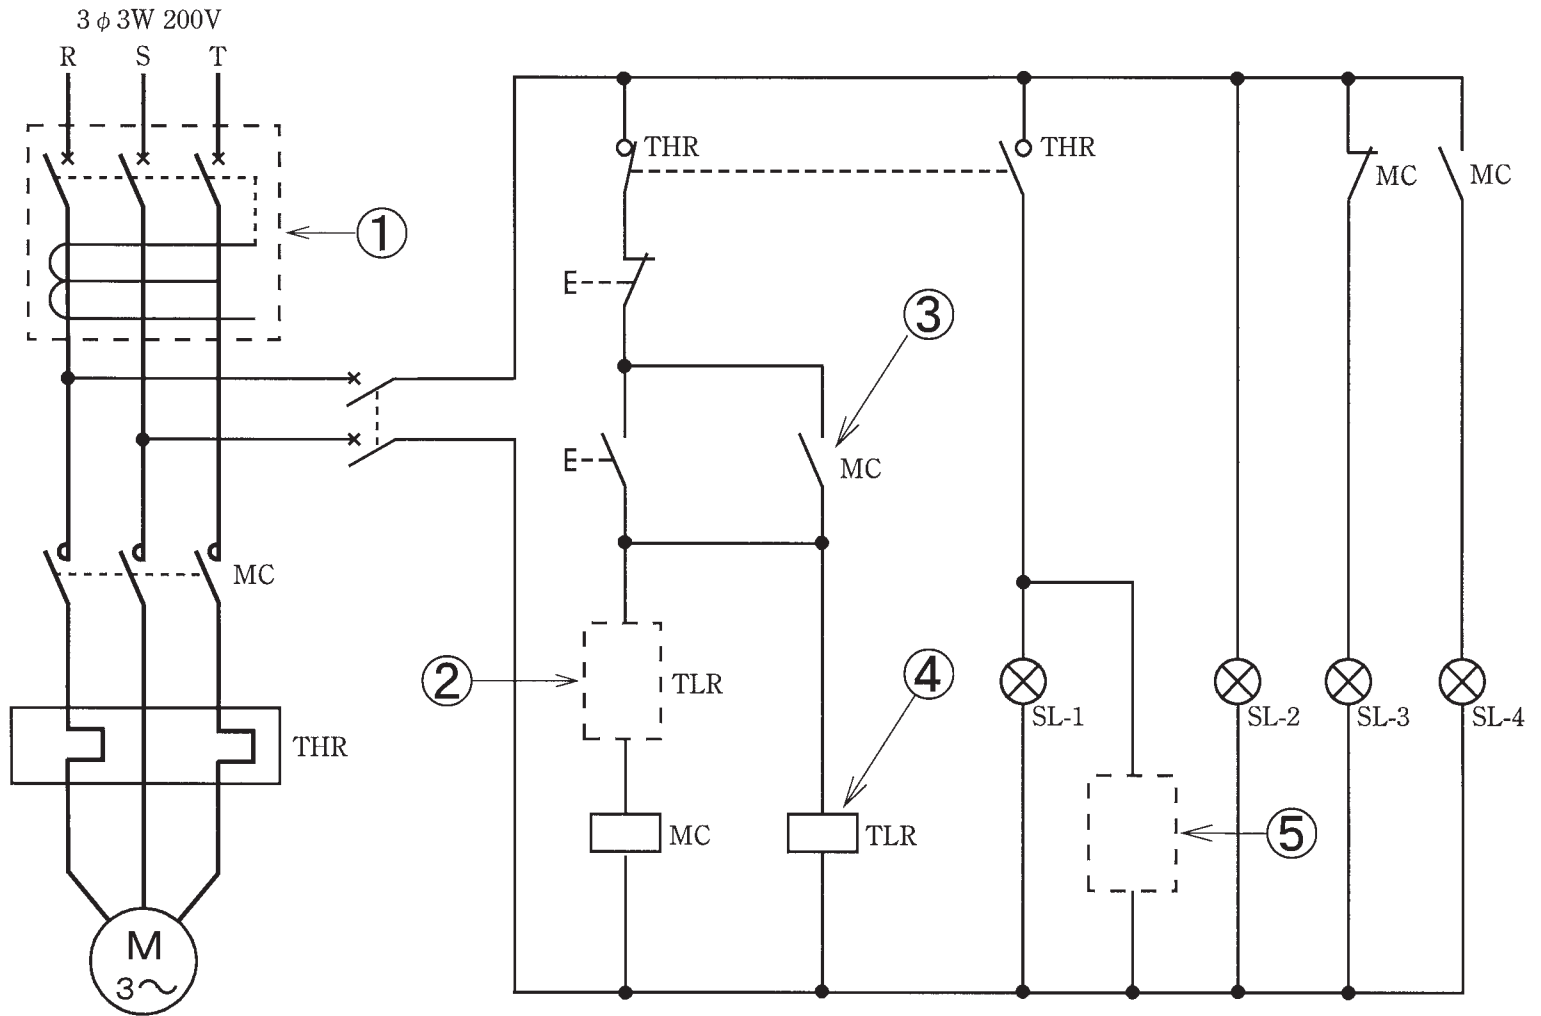 3φ3W 200V
R S T
THR THR
MC MC
①
E
③
E
MC
MC
② TLR ④
SL-1 SL-2 SL-3 SL-4
THR
MC TLR ⑤
M
3～